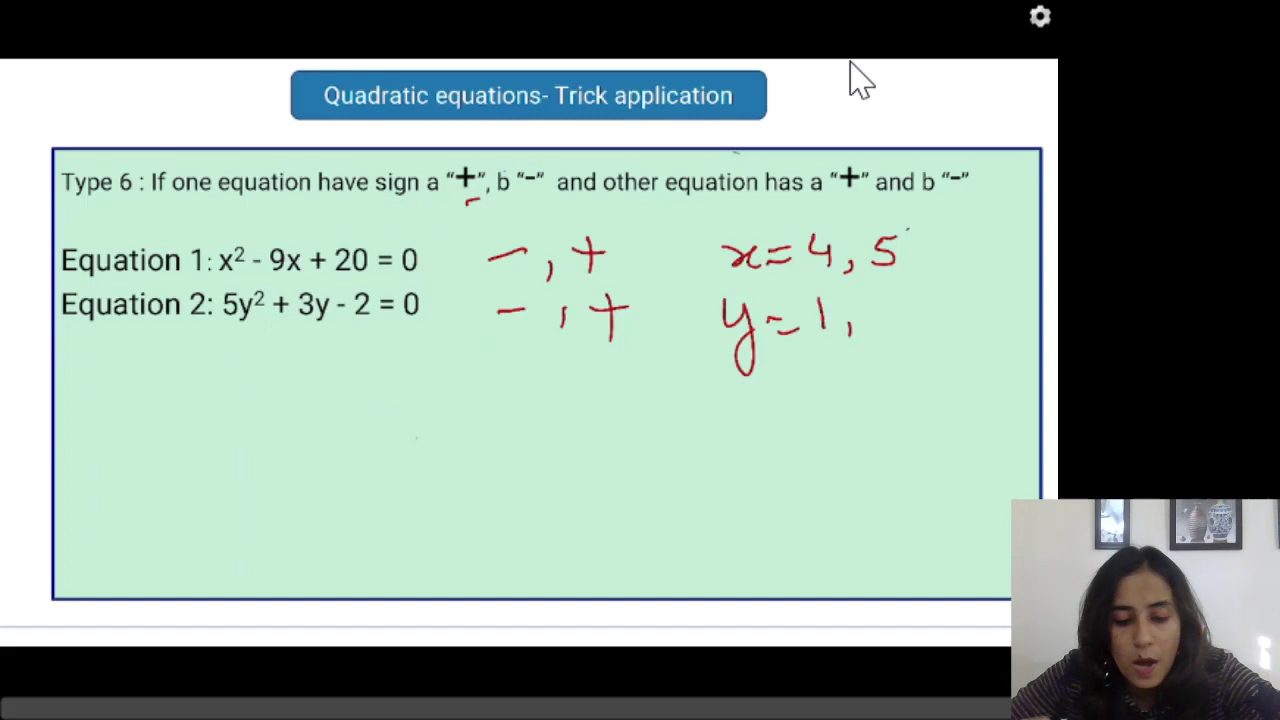 Quadratic equations- Trick application
Type 6 : If one equation have sign a “+”, b “-” and other equation has a “+” and b “-”
Equation 1: x² - 9x + 20 = 0 - , + x = 4, 5
Equation 2: 5y² + 3y - 2 = 0 - , + y = 1,